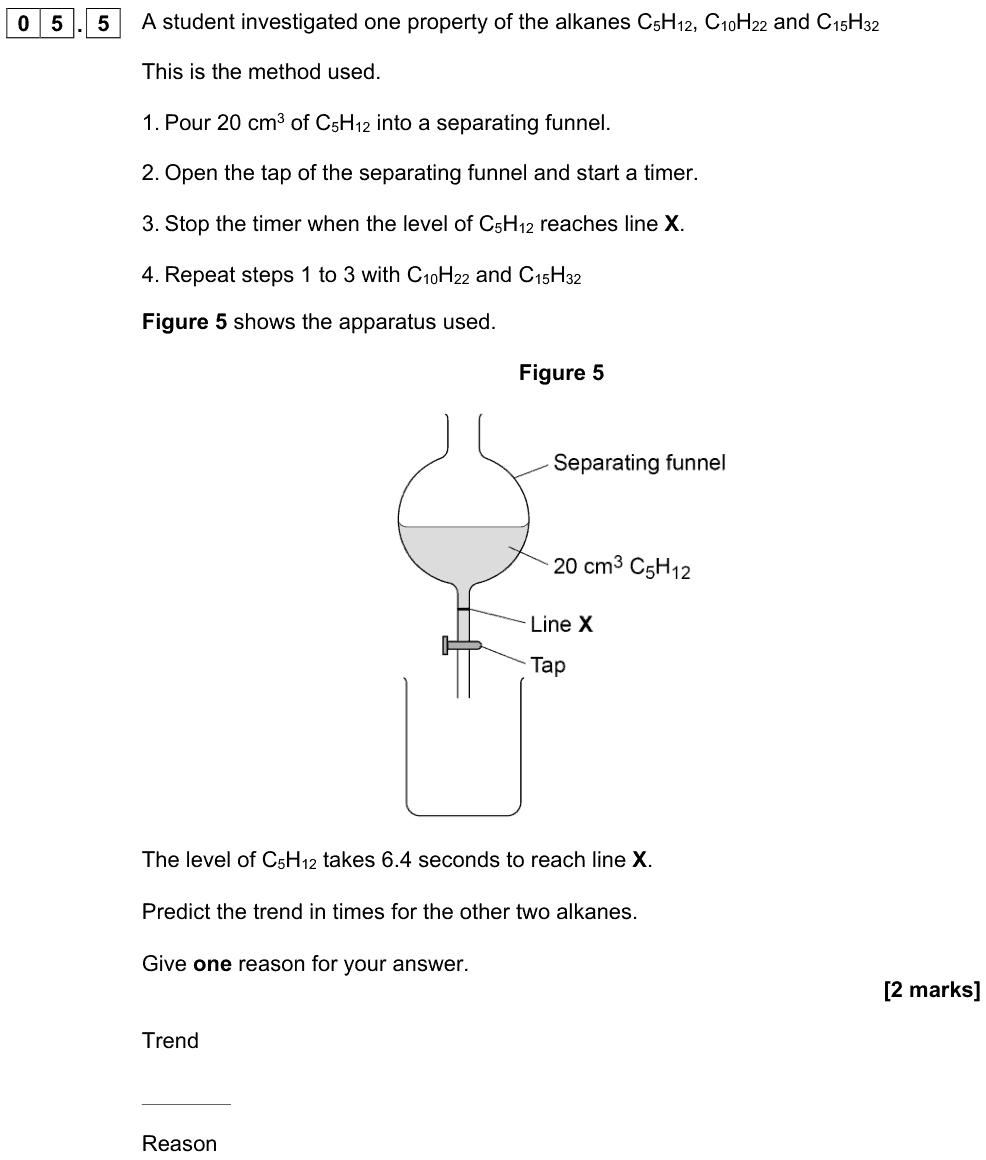 0 5 . 5 A student investigated one property of the alkanes C₅H₁₂, C₁₀H₂₂ and C₁₅H₃₂
This is the method used.
1. Pour 20 cm³ of C₅H₁₂ into a separating funnel.
2. Open the tap of the separating funnel and start a timer.
3. Stop the timer when the level of C₅H₁₂ reaches line X.
4. Repeat steps 1 to 3 with C₁₀H₂₂ and C₁₅H₃₂
Figure 5 shows the apparatus used.
Figure 5
Separating funnel
20 cm³ C₅H₁₂
Line X
Tap
The level of C₅H₁₂ takes 6.4 seconds to reach line X.
Predict the trend in times for the other two alkanes.
Give one reason for your answer.
[2 marks]
Trend
Reason